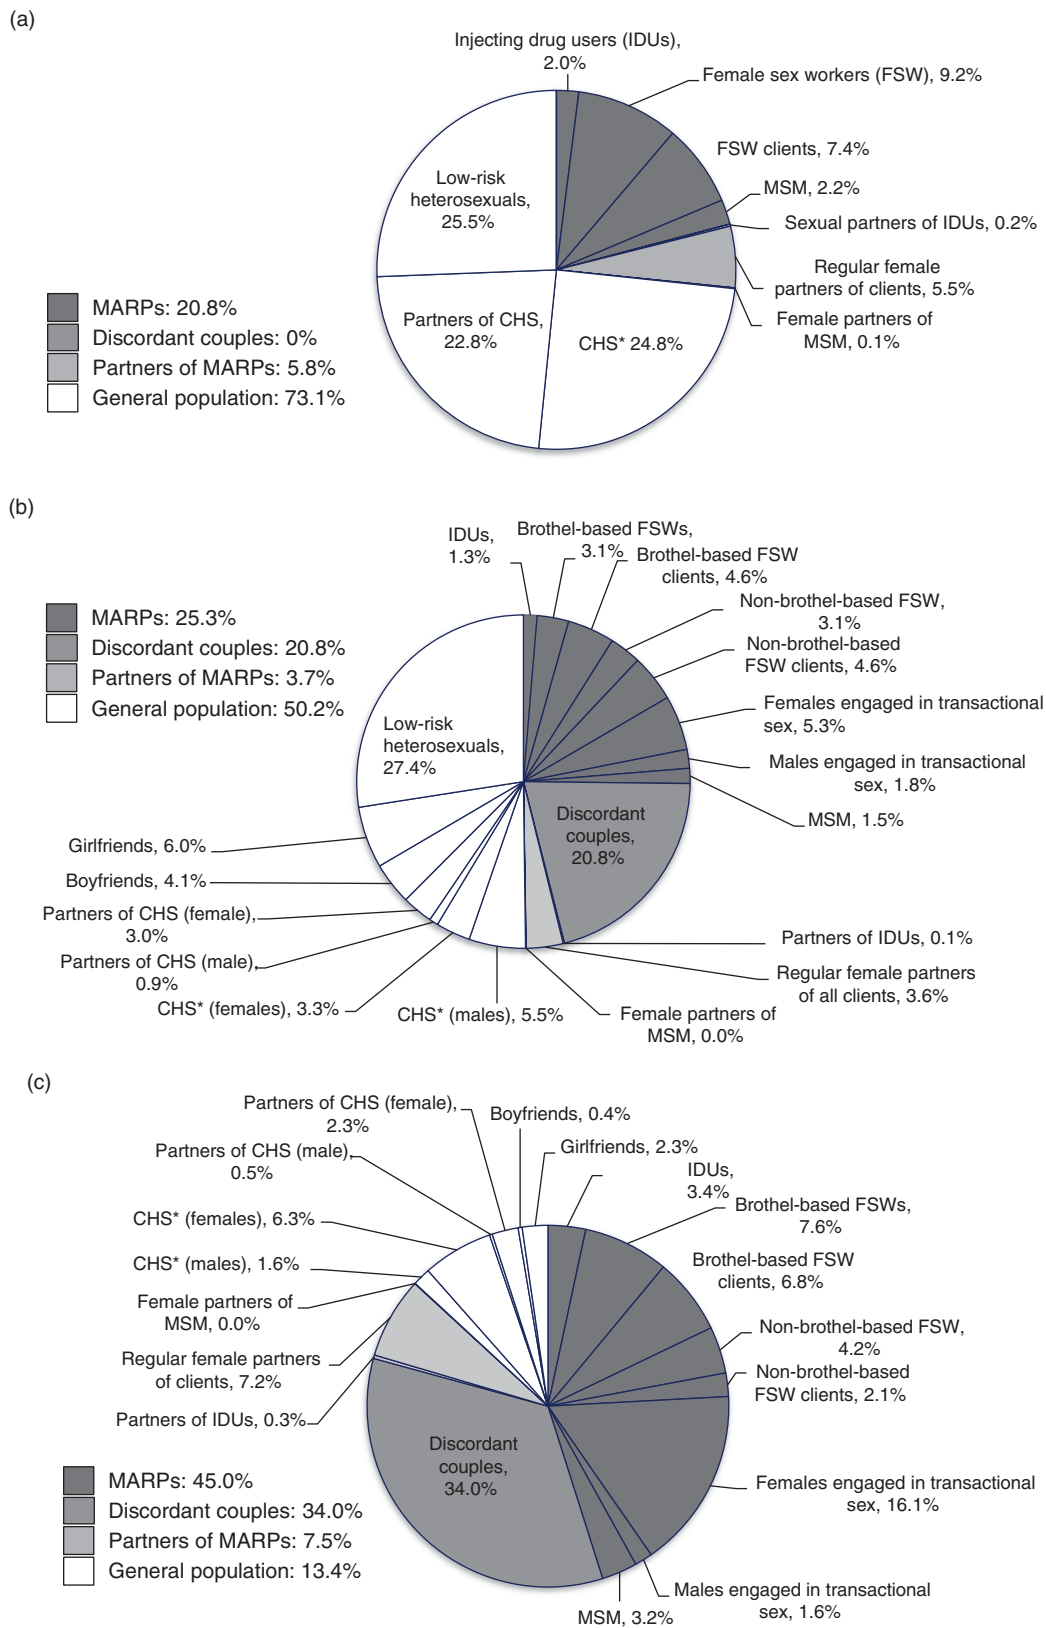 (a)
Injecting drug users (IDUs),
2.0%
Female sex workers (FSW), 9.2%
FSW clients, 7.4%
MSM, 2.2%
Sexual partners of IDUs, 0.2%
Regular female
partners of clients, 5.5%
Female partners of
MSM, 0.1%
CHS* 24.8%
Partners of CHS,
22.8%
Low-risk
heterosexuals,
25.5%
MARPs: 20.8%
Discordant couples: 0%
Partners of MARPs: 5.8%
General population: 73.1%
(b)
IDUs,
1.3%
Brothel-based FSWs,
3.1%
Brothel-based FSW
clients, 4.6%
Non-brothel-based FSW,
3.1%
Non-brothel-based
FSW clients, 4.6%
Females engaged in transactional
sex, 5.3%
Males engaged in transactional
sex, 1.8%
MSM, 1.5%
Discordant
couples,
20.8%
Partners of IDUs, 0.1%
Regular female partners
of all clients, 3.6%
Female partners of
MSM, 0.0%
CHS* (males), 5.5%
CHS* (females), 3.3%
Partners of CHS (male),
0.9%
Partners of CHS (female),
3.0%
Boyfriends, 4.1%
Girlfriends, 6.0%
Low-risk
heterosexuals,
27.4%
MARPs: 25.3%
Discordant couples: 20.8%
Partners of MARPs: 3.7%
General population: 50.2%
(c)
Partners of CHS (female),
2.3%
Boyfriends, 0.4%
Girlfriends, 2.3%
IDUs,
3.4%
Brothel-based FSWs,
7.6%
Brothel-based FSW
clients, 6.8%
Non-brothel-based FSW,
4.2%
Non-brothel-based
FSW clients, 2.1%
Females engaged in transactional
sex, 16.1%
Males engaged in transactional
sex, 1.6%
MSM, 3.2%
Discordant
couples,
34.0%
Partners of IDUs, 0.3%
Regular female partners
of clients, 7.2%
Female partners of
MSM, 0.0%
CHS* (males), 1.6%
CHS* (females), 6.3%
Partners of CHS (male),
0.5%
MARPs: 45.0%
Discordant couples: 34.0%
Partners of MARPs: 7.5%
General population: 13.4%